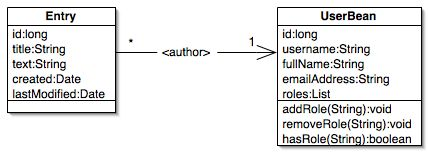 Entry
id:long
title:String
text:String
created:Date
lastModified:Date
* <author> 1
UserBean
id:long
username:String
fullName:String
emailAddress:String
roles:List
addRole(String):void
removeRole(String):void
hasRole(String):boolean